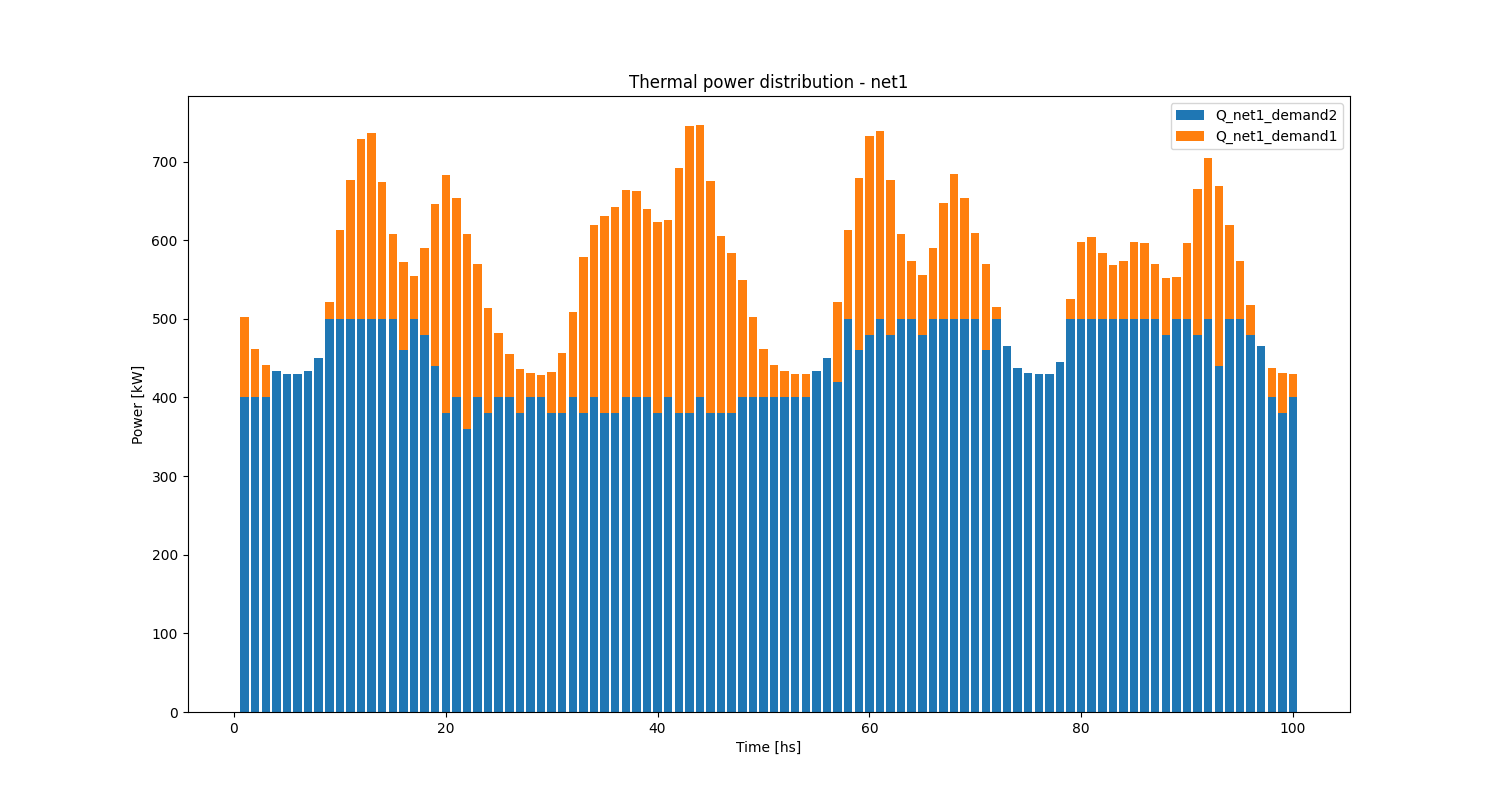 Thermal power distribution - net1
Q_net1_demand2
Q_net1_demand1
700
600
500
400
300
200
100
0
Power [kW]
0 20 40 60 80 100
Time [hs]